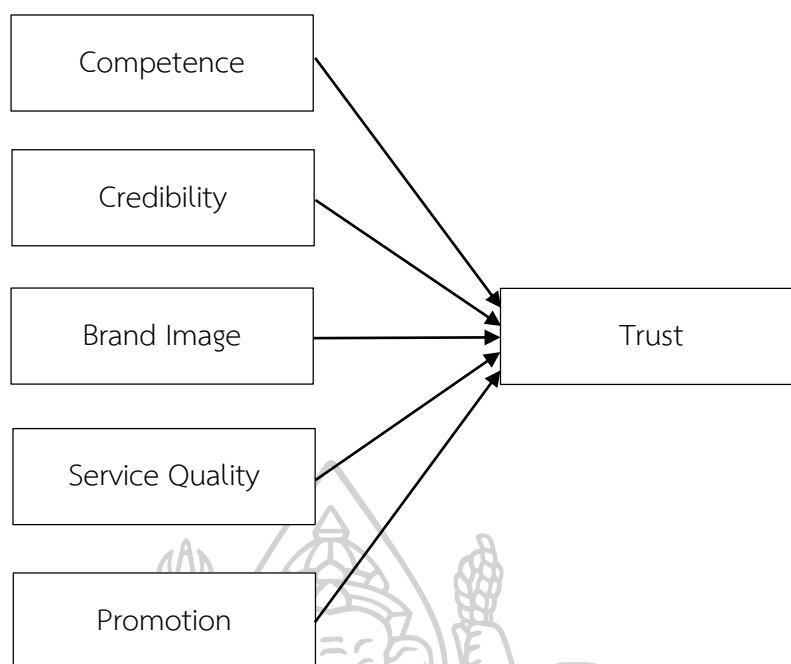 Competence
Credibility
Brand Image
Trust
Service Quality
Promotion